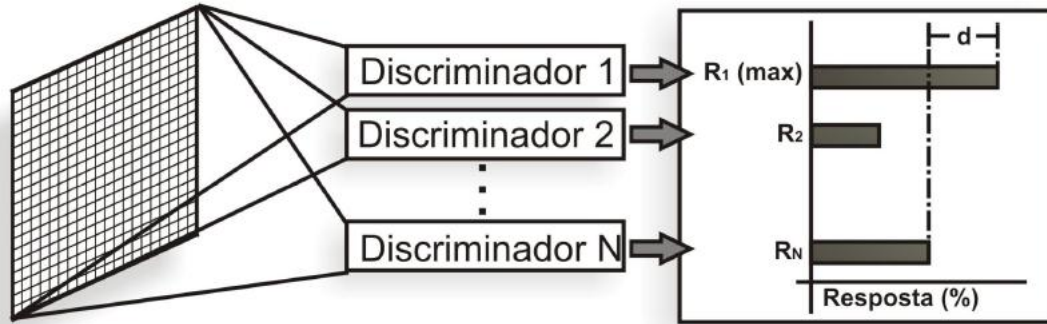 d
Discriminador 1
R1 (max)
Discriminador 2
R2
Discriminador N
RN
Resposta (%)